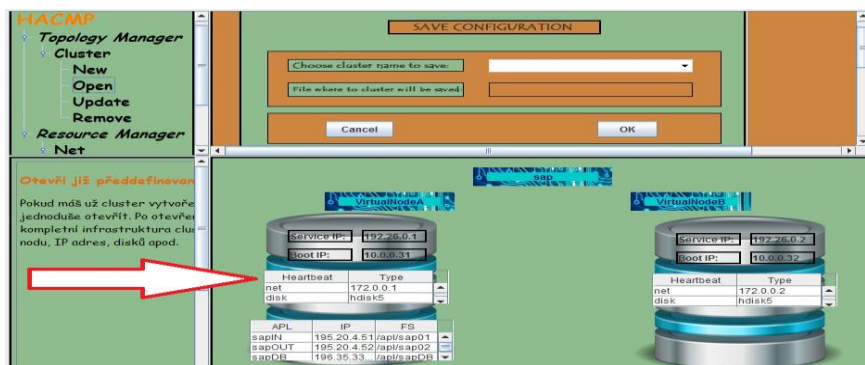 HACMP
Topology Manager
Cluster
New
Open
Update
Remove
Resource Manager
Net
SAVE CONFIGURATION
Choose cluster name to save:
File where to cluster will be saved:
Cancel
OK
Otevři již předdefinovan
Pokud máš už cluster vytvoře
jednoduše otevřít. Po otevřen
kompletní infrastruktura clus
nodu, IP adres, disků apod.
sap
VirtualNodeA
Service IP: 192.26.0.1
Boot IP: 10.0.0.31
Heartbeat Type
net 172.0.0.1
disk hdisk5
APL IP FS
sapIN 195.20.4.51 /apl/sap01
sapOUT 195.20.4.52 /apl/sap02
sapDB 196.35.33... /apl/sapDB
VirtualNodeB
Service IP: 192.26.0.2
Boot IP: 10.0.0.32
Heartbeat Type
net 172.0.0.2
disk hdisk5